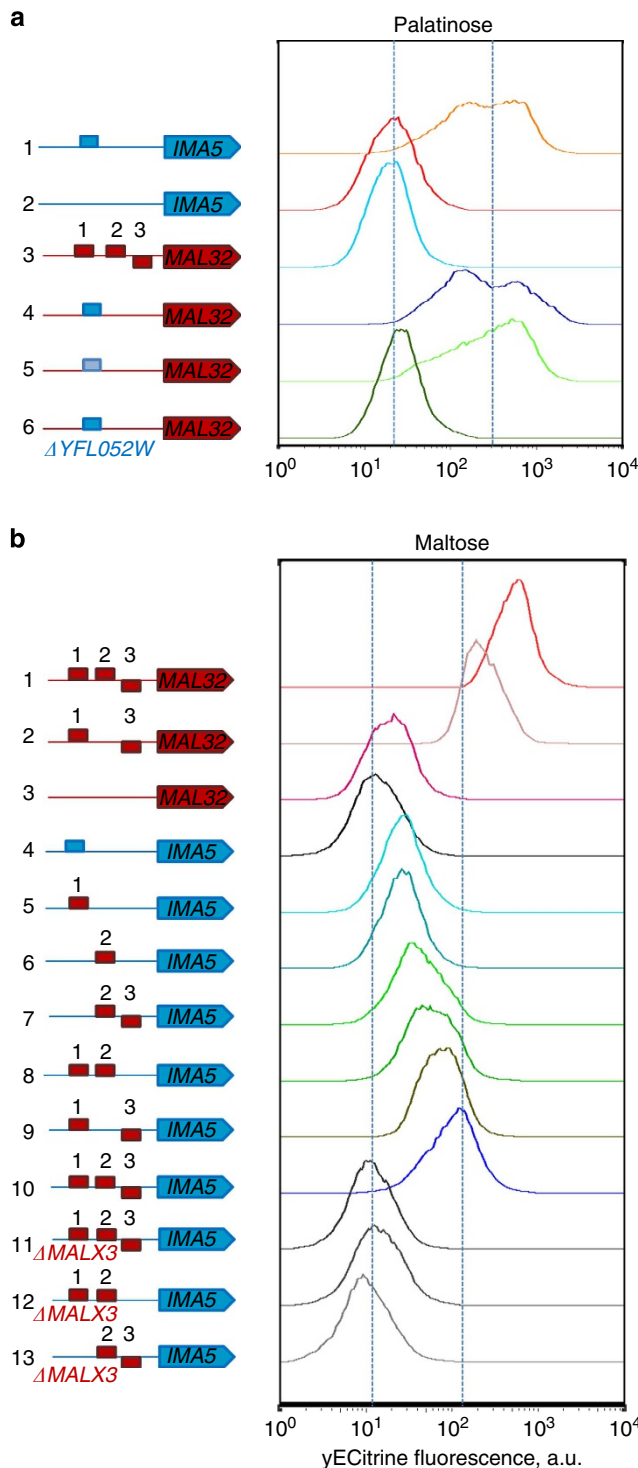 a
Palatinose
1 IMA5
2 IMA5
1 2 3
3 MAL32
4 MAL32
5 MAL32
6 MAL32
ΔYFL052W
10⁰ 10¹ 10² 10³ 10⁴
b
Maltose
1 2 3
1 MAL32
1 3
2 MAL32
3 MAL32
4 IMA5
1
5 IMA5
2
6 IMA5
2 3
7 IMA5
1 2
8 IMA5
1 3
9 IMA5
1 2 3
10 IMA5
1 2 3
11 IMA5
ΔMALX3
1 2
12 IMA5
ΔMALX3
2 3
13 IMA5
ΔMALX3
10⁰ 10¹ 10² 10³ 10⁴
yECitrine fluorescence, a.u.